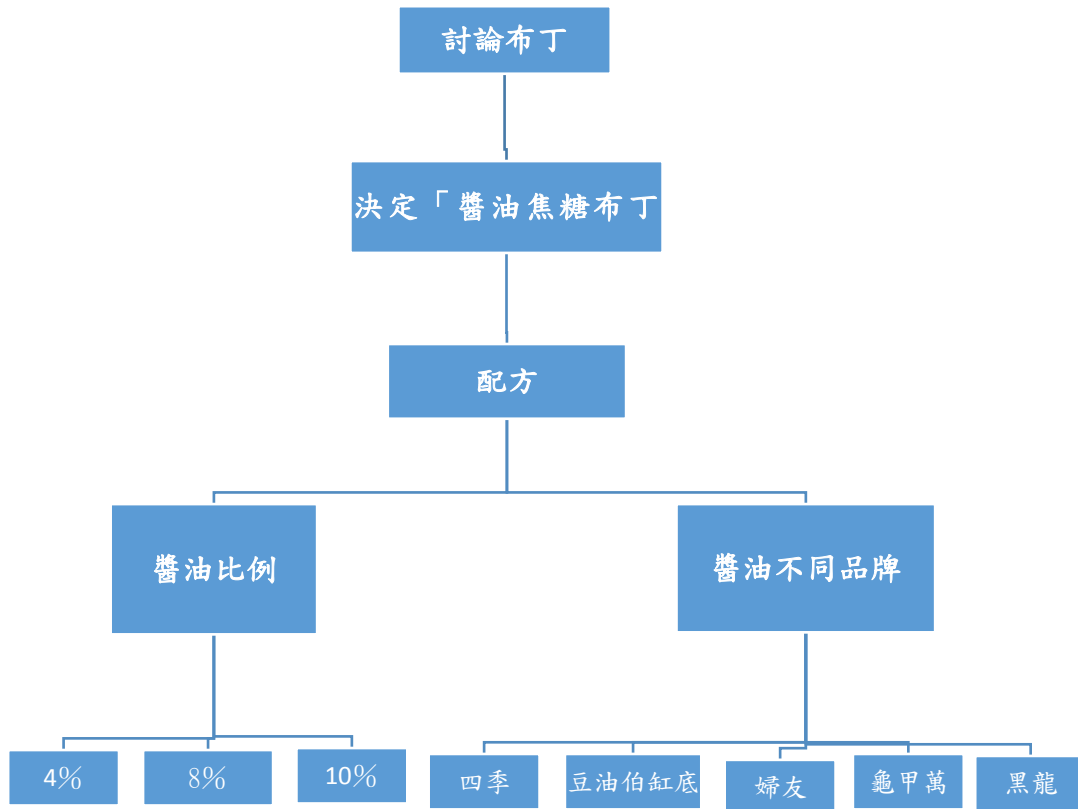 討論布丁
決定「醬油焦糖布丁
配方
醬油比例
醬油不同品牌
4%
8%
10%
四季
豆油伯缸底
婦友
龜甲萬
黑龍